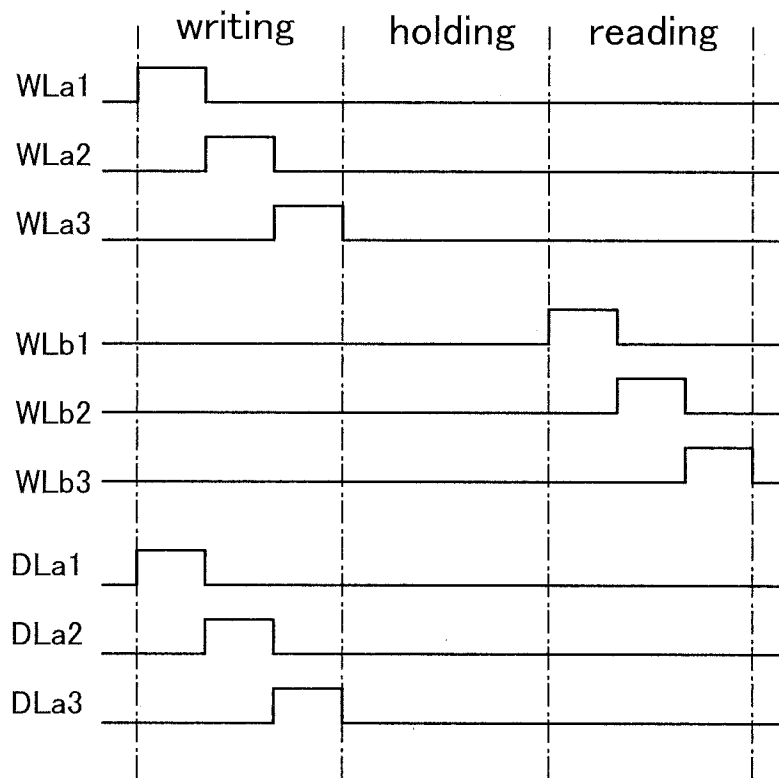 writing holding reading
WLa1
WLa2
WLa3
WLb1
WLb2
WLb3
DLa1
DLa2
DLa3